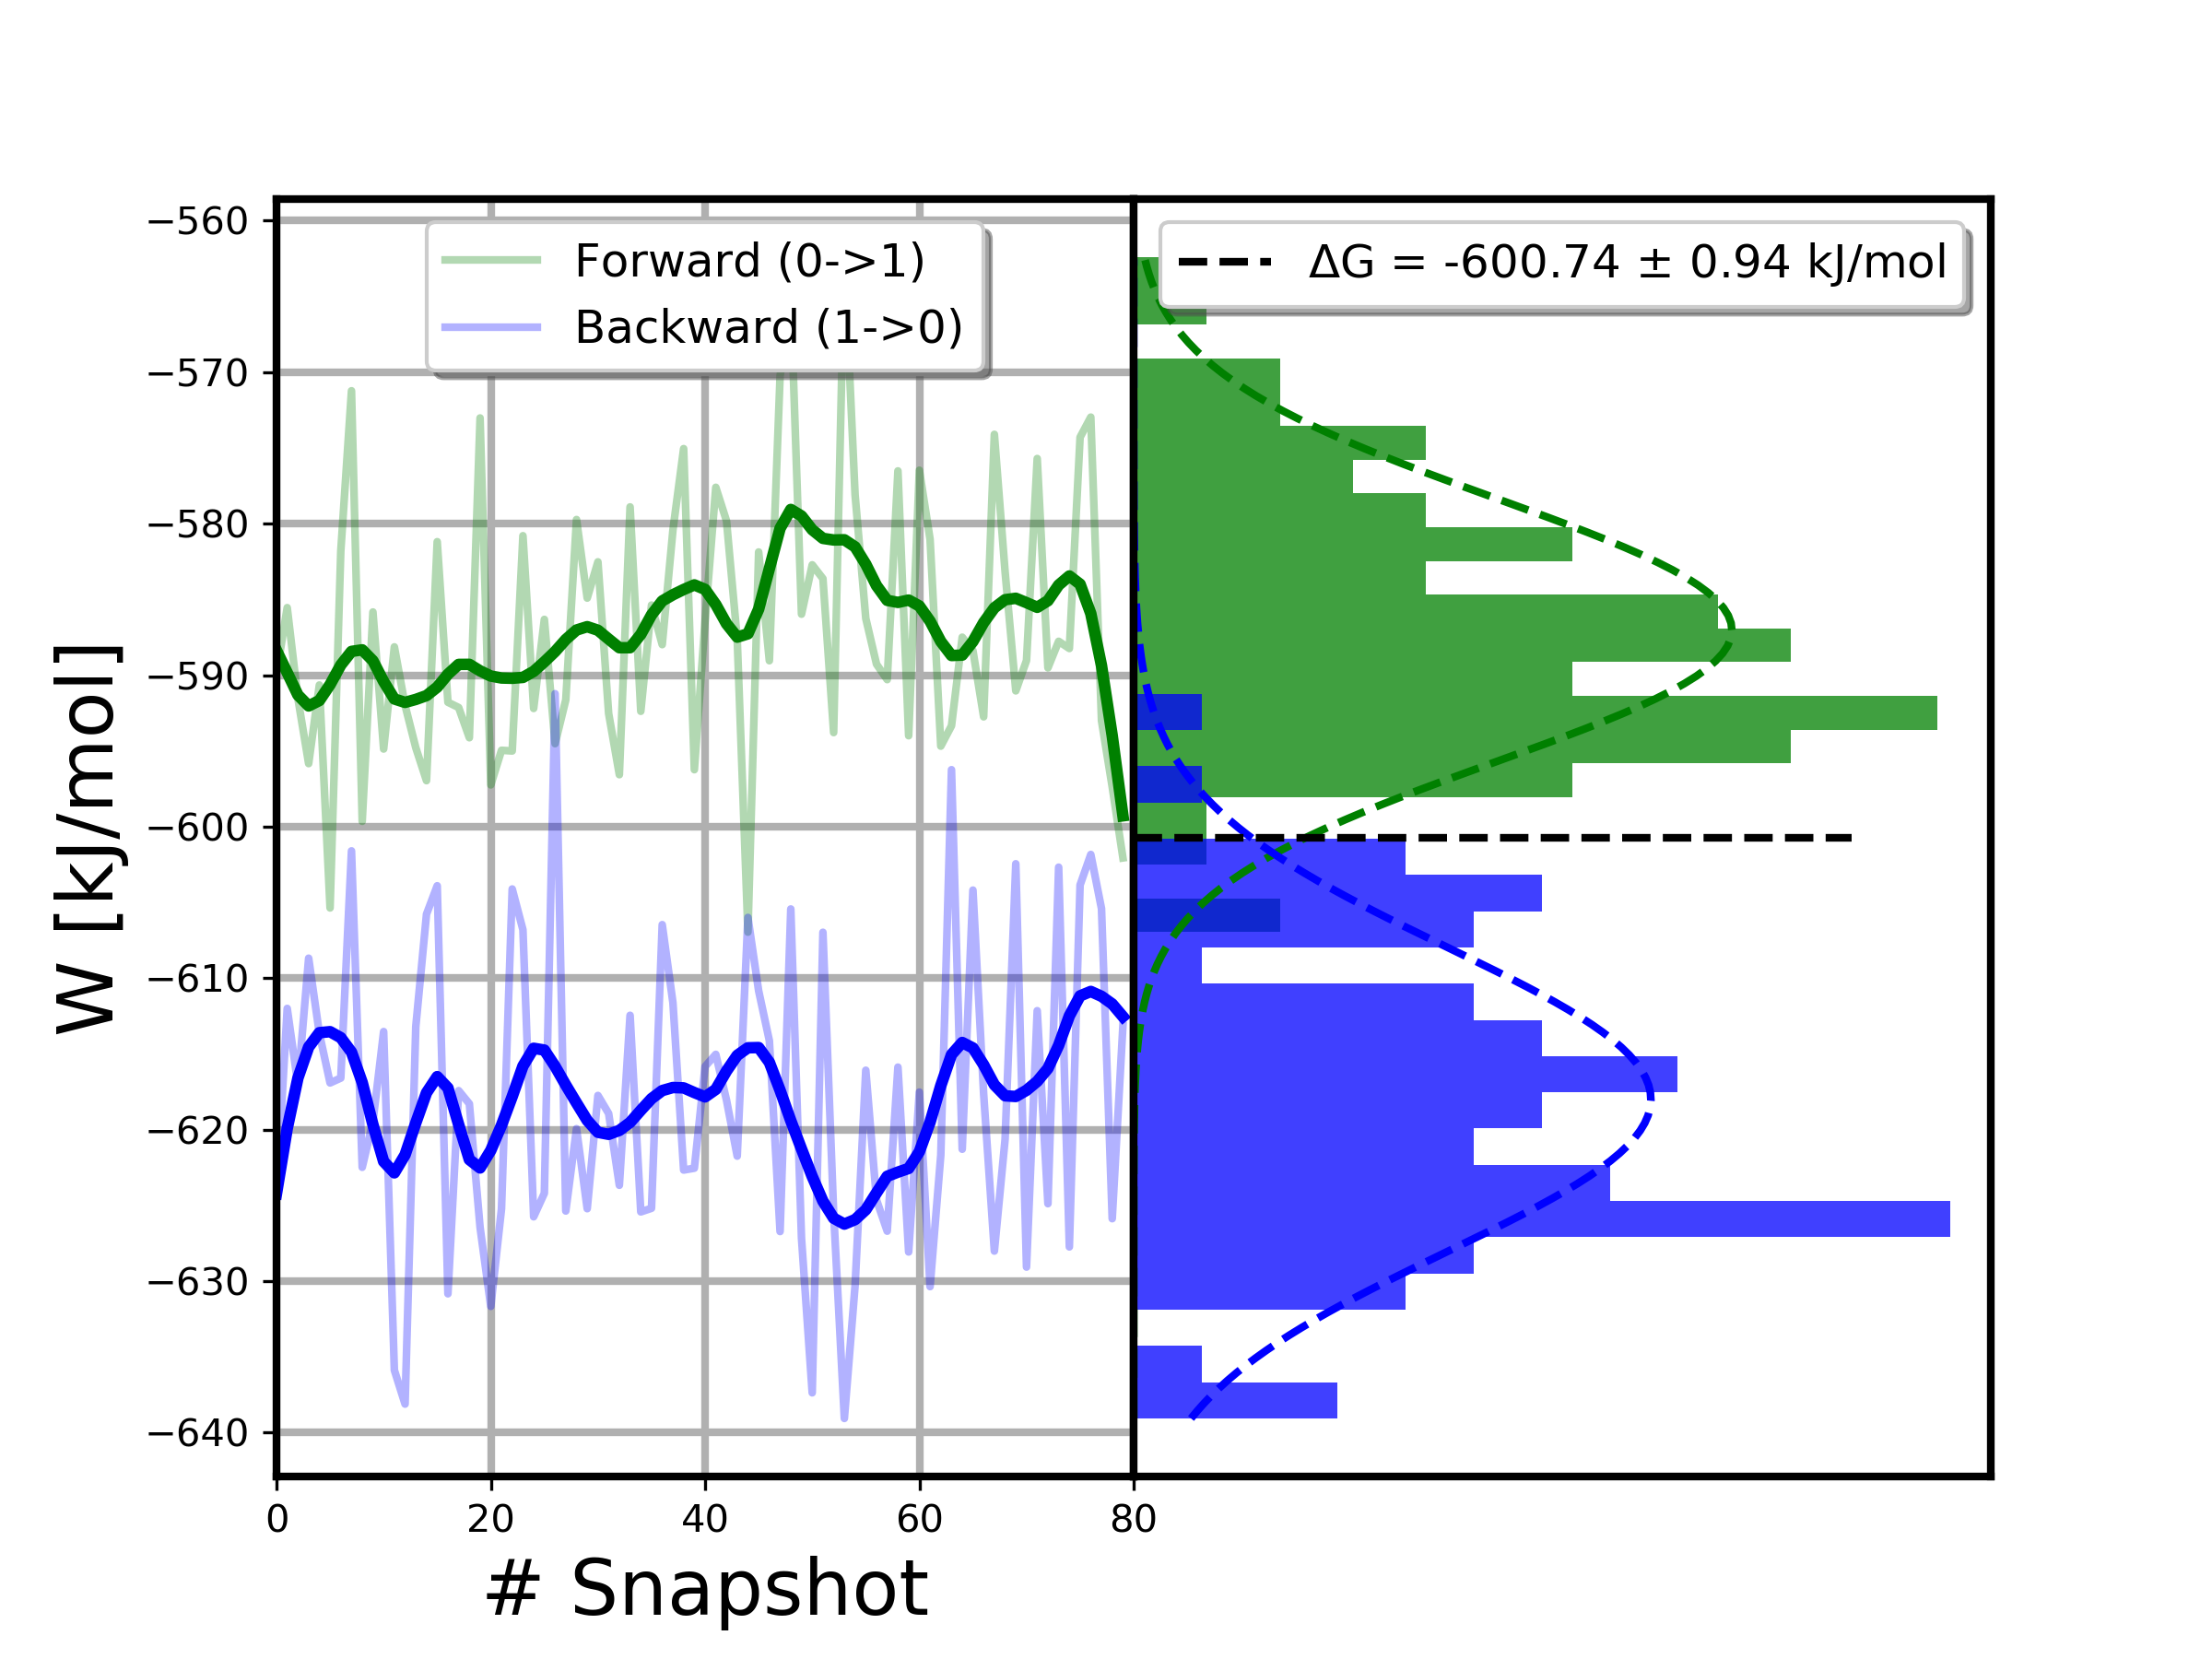 Forward (0->1)
Backward (1->0)
ΔG = -600.74 ± 0.94 kJ/mol
W [kJ/mol]
−560
−570
−580
−590
−600
−610
−620
−630
−640
0 20 40 60 80
# Snapshot